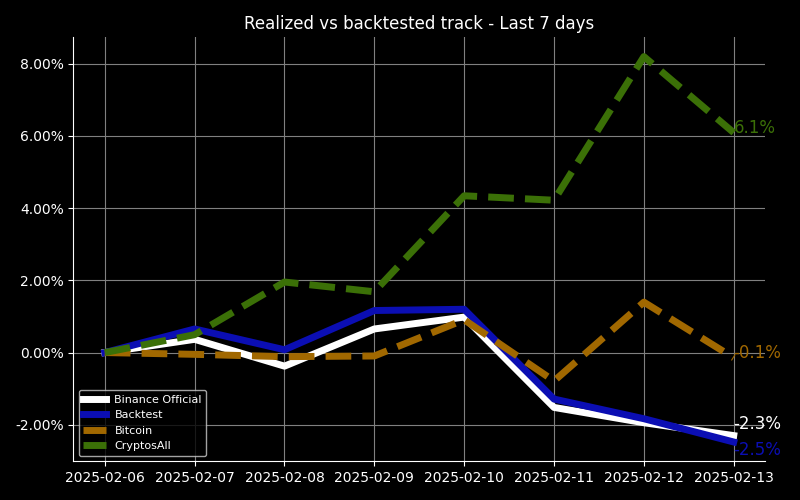 Realized vs backtested track - Last 7 days
8.00%
6.00%
4.00%
2.00%
0.00%
-2.00%
6.1%
-0.1%
-2.3%
-2.5%
Binance Official
Backtest
Bitcoin
CryptosAll
2025-02-06 2025-02-07 2025-02-08 2025-02-09 2025-02-10 2025-02-11 2025-02-12 2025-02-13